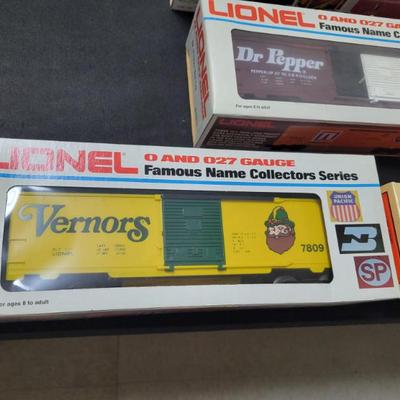 LIONEL
O AND O27 GAUGE
Famous Name C
Dr Pepper
For ages 8 to adult
LIONEL
O AND O27 GAUGE
Famous Name Collectors Series
Vernors
LIONEL
7809
UNION PACIFIC
BN
SP
For ages 8 to adult